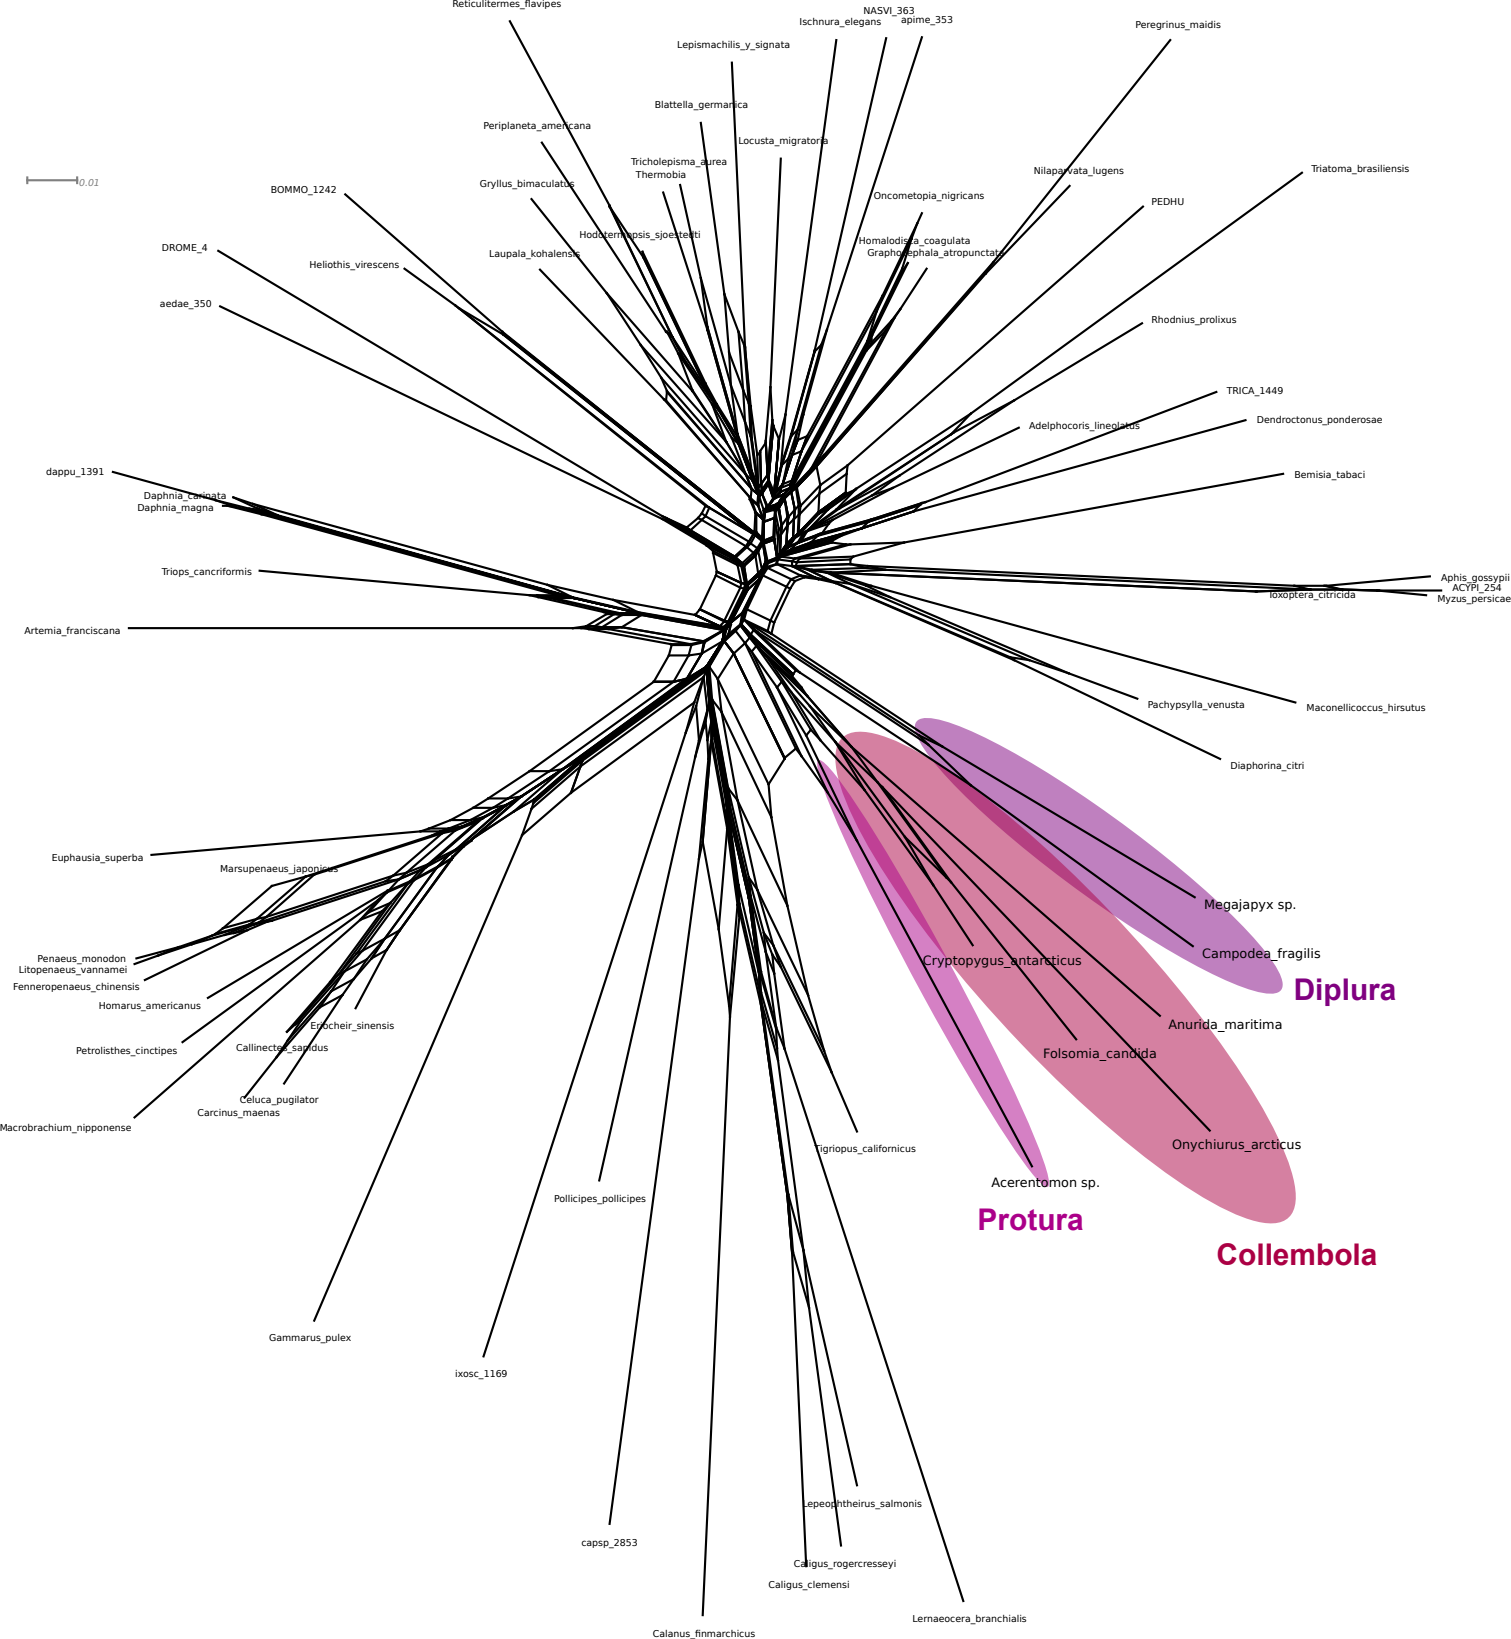 Reticulitermes_flavipes
NASVI_363
Ischnura_elegans
apime_353
Peregrinus_maidis
Lepismachilis_y_signata
Blattella_germanica
Periplaneta_americana
Locusta_migratoria
Tricholepisma_aurea
Thermobia
Nilaparvata_lugens
Triatoma_brasiliensis
0.01
BOMMO_1242
Gryllus_bimaculatus
Oncometopia_nigricans
PEDHU
Hodotermopsis_sjoestedti
Homalodisca_coagulata
DROME_4
Laupala_kohalensis
Graphocephala_atropunctata
Heliothis_virescens
aedae_350
Rhodnius_prolixus
TRICA_1449
Dendroctonus_ponderosae
Adelphocoris_lineolatus
dappu_1391
Bemisia_tabaci
Daphnia_carinata
Daphnia_magna
Triops_cancriformis
Aphis_gossypii
ACYPI_254
Toxoptera_citricida
Myzus_persicae
Artemia_franciscana
Pachypsylla_venusta
Maconellicoccus_hirsutus
Diaphorina_citri
Euphausia_superba
Marsupenaeus_japonicus
Megajapyx sp.
Campodea_fragilis
Penaeus_monodon
Cryptopygus_antarcticus
Litopenaeus_vannamei
Fenneropenaeus_chinensis
Diplura
Homarus_americanus
Eriocheir_sinensis
Anurida_maritima
Petrolisthes_cinctipes
Callinectes_sapidus
Folsomia_candida
Celuca_pugilator
Carcinus_maenas
Macrobrachium_nipponense
Tigriopus_californicus
Onychiurus_arcticus
Acerentomon sp.
Pollicipes_pollicipes
Protura
Collembola
Gammarus_pulex
ixosc_1169
Lepeophtheirus_salmonis
capsp_2853
Caligus_rogercresseyi
Caligus_clemensi
Lernaeocera_branchialis
Calanus_finmarchicus